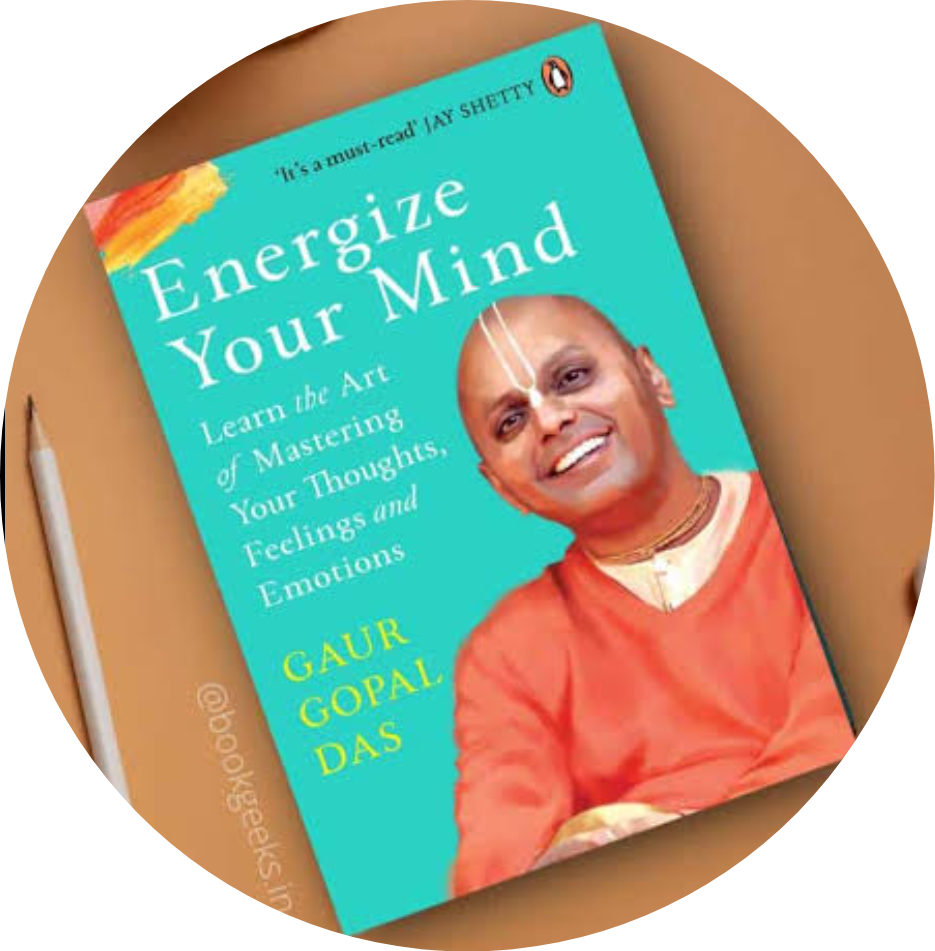 'It's a must-read' JAY SHETTY
Energize
Your Mind
Learn the Art
of Mastering
Your Thoughts,
Feelings and
Emotions
GAUR
GOPAL
DAS
@bookgeeks.in